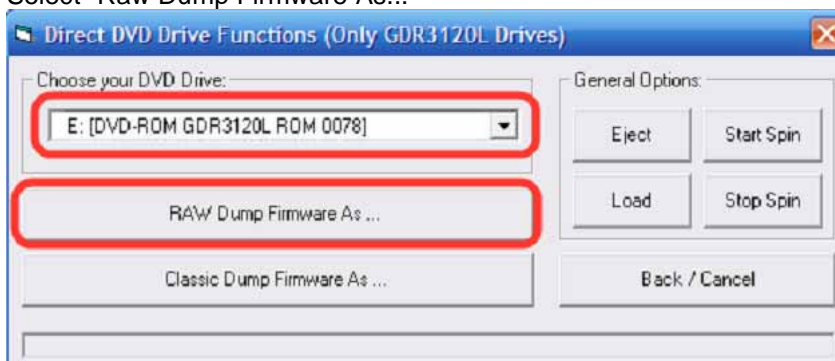 Select "Raw Dump Firmware As...
Direct DVD Drive Functions (Only GDR3120L Drives)
Choose your DVD Drive:
E: [DVD-ROM GDR3120L ROM 0078]
RAW Dump Firmware As ...
Classic Dump Firmware As ...
General Options:
Eject
Start Spin
Load
Stop Spin
Back / Cancel